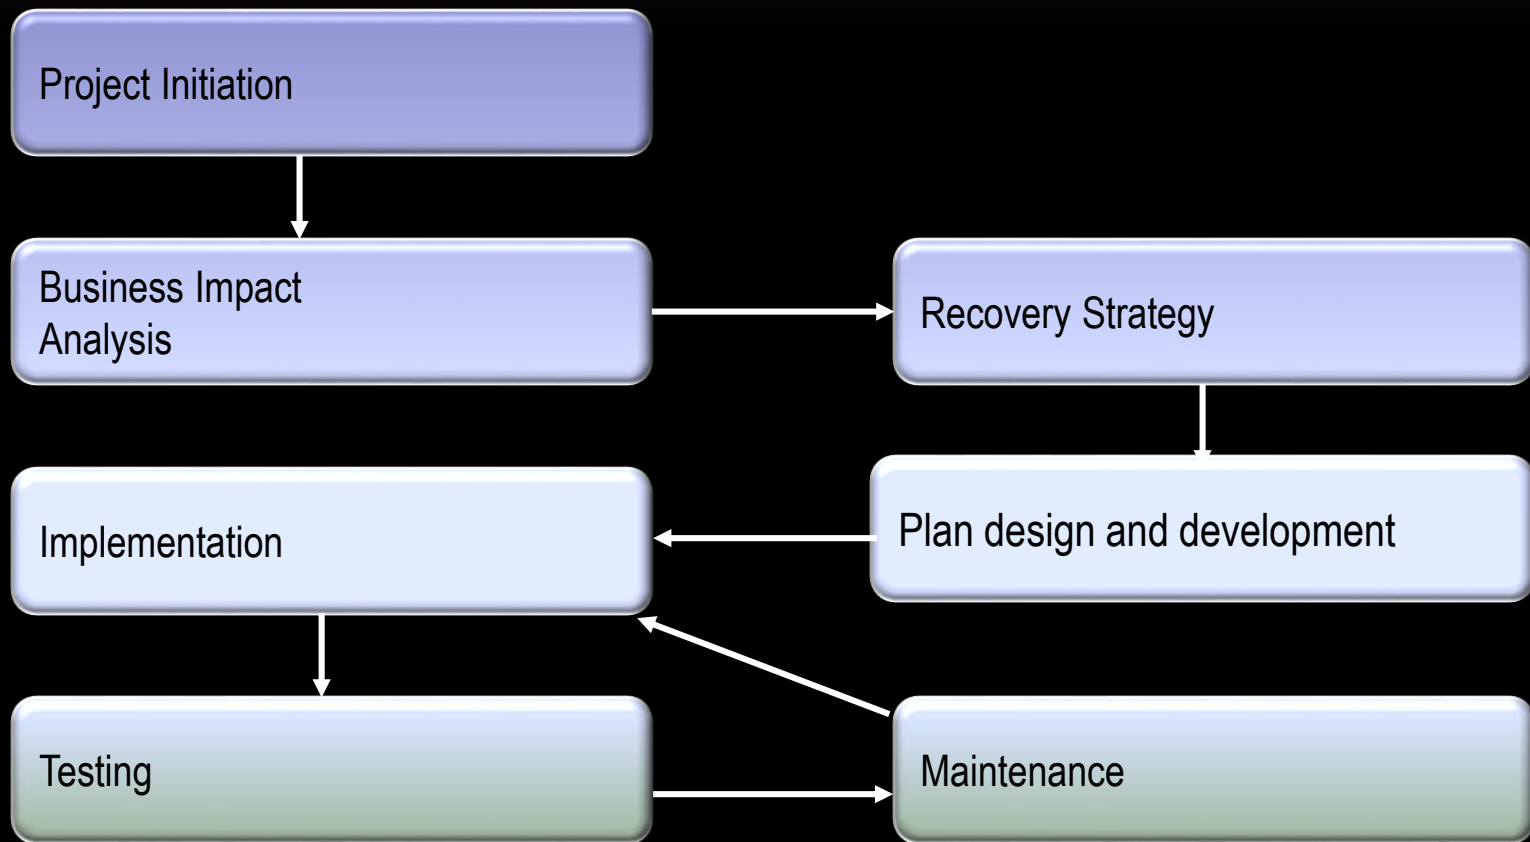 Project Initiation
Business Impact
Analysis
Recovery Strategy
Plan design and development
Implementation
Testing
Maintenance